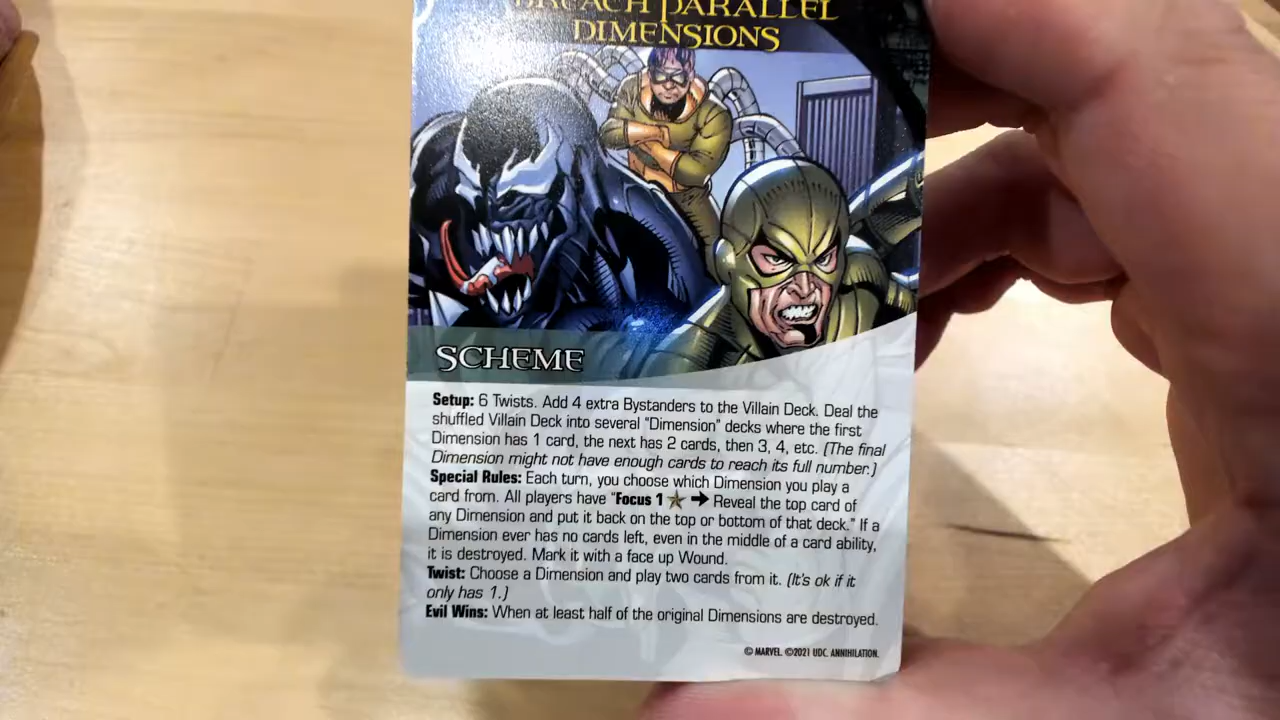 BREACH PARALLEL
DIMENSIONS
SCHEME
Setup: 6 Twists. Add 4 extra Bystanders to the Villain Deck. Deal the
shuffled Villain Deck into several "Dimension" decks where the first
Dimension has 1 card, the next has 2 cards, then 3, 4, etc. (The final
Dimension might not have enough cards to reach its full number.)
Special Rules: Each turn, you choose which Dimension you play a
card from. All players have "Focus 1 ★ → Reveal the top card of
any Dimension and put it back on the top or bottom of that deck." If a
Dimension ever has no cards left, even in the middle of a card ability,
it is destroyed. Mark it with a face up Wound.
Twist: Choose a Dimension and play two cards from it. (It's ok if it
only has 1.)
Evil Wins: When at least half of the original Dimensions are destroyed.
© MARVEL. ©2021 UDC. ANNIHILATION.